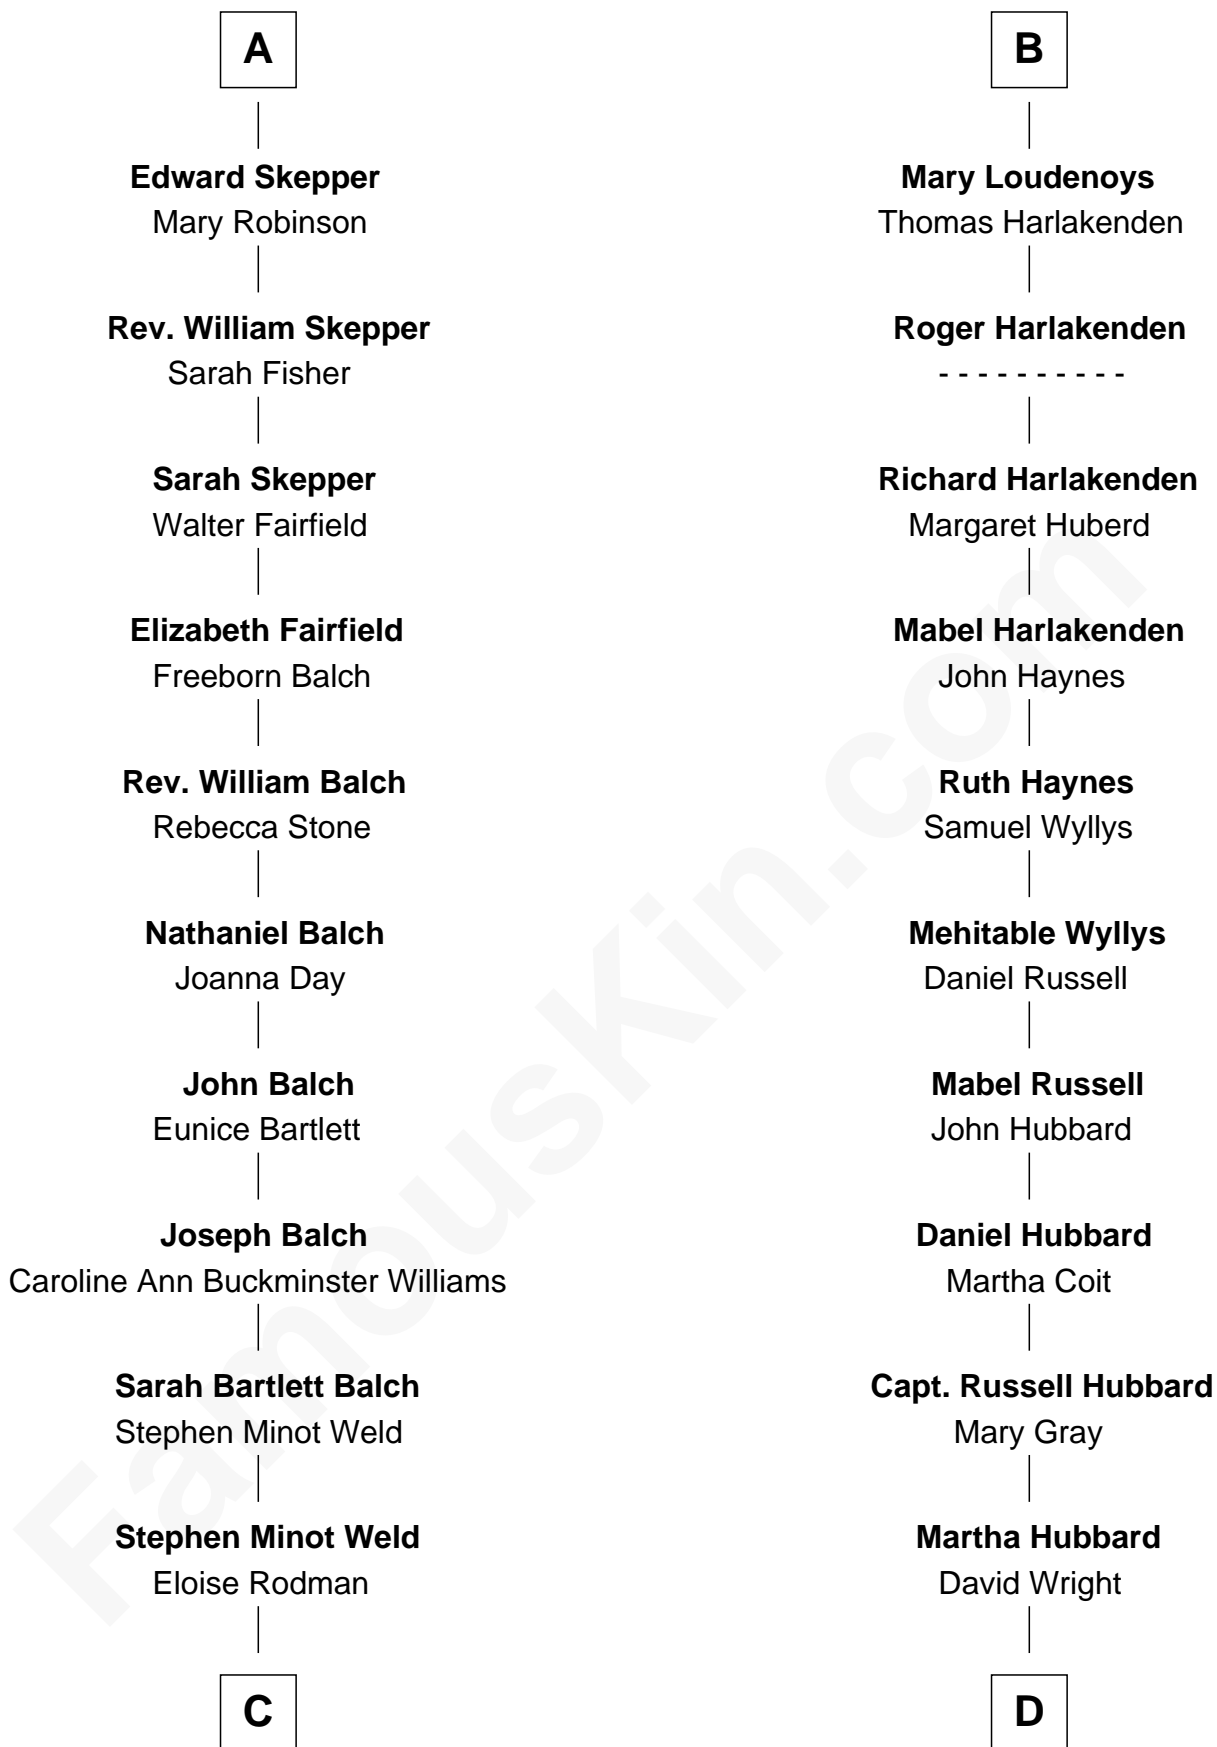 A
Edward Skepper
Mary Robinson
Rev. William Skepper
Sarah Fisher
Sarah Skepper
Walter Fairfield
Elizabeth Fairfield
Freeborn Balch
Rev. William Balch
Rebecca Stone
Nathaniel Balch
Joanna Day
John Balch
Eunice Bartlett
Joseph Balch
Caroline Ann Buckminster Williams
Sarah Bartlett Balch
Stephen Minot Weld
Stephen Minot Weld
Eloise Rodman
C
B
Mary Loudenoys
Thomas Harlakenden
Roger Harlakenden
- - - - - - - - - -
Richard Harlakenden
Margaret Huberd
Mabel Harlakenden
John Haynes
Ruth Haynes
Samuel Wyllys
Mehitable Wyllys
Daniel Russell
Mabel Russell
John Hubbard
Daniel Hubbard
Martha Coit
Capt. Russell Hubbard
Mary Gray
Martha Hubbard
David Wright
D
FamousKin.com